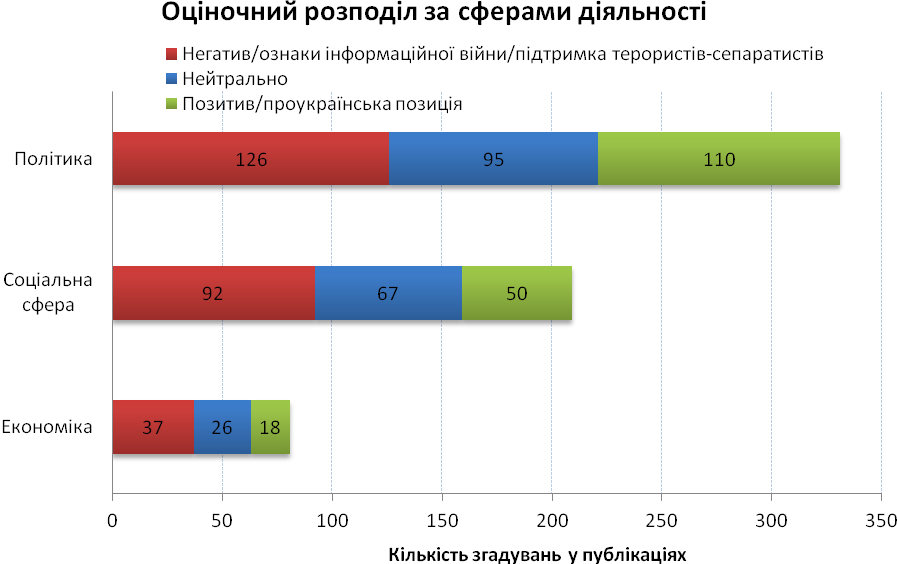 Оціночний розподіл за сферами діяльності
Негатив/ознаки інформаційної війни/підтримка терористів-сепаратистів
Нейтрально
Позитив/проукраїнська позиція
Політика
126
95
110
Соціальна
сфера
92
67
50
Економіка
37
26
18
0
50
100
150
200
250
300
350
Кількість згадувань у публікаціях